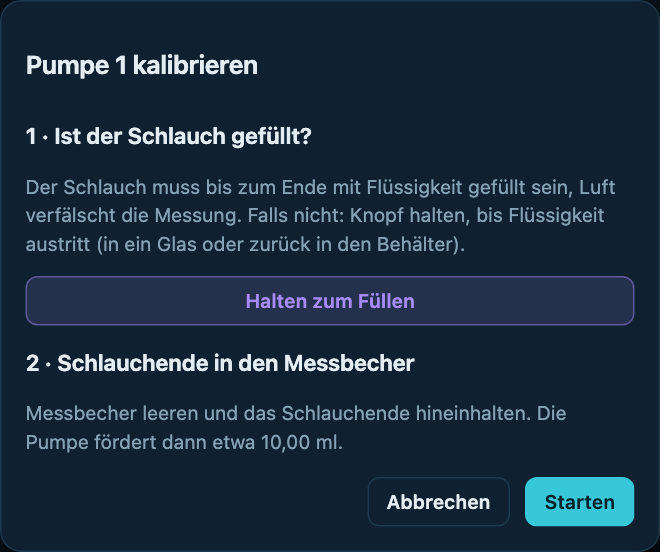 Pumpe 1 kalibrieren
1 · Ist der Schlauch gefüllt?
Der Schlauch muss bis zum Ende mit Flüssigkeit gefüllt sein, Luft
verfälscht die Messung. Falls nicht: Knopf halten, bis Flüssigkeit
austritt (in ein Glas oder zurück in den Behälter).
Halten zum Füllen
2 · Schlauchende in den Messbecher
Messbecher leeren und das Schlauchende hineinhalten. Die
Pumpe fördert dann etwa 10,00 ml.
Abbrechen
Starten